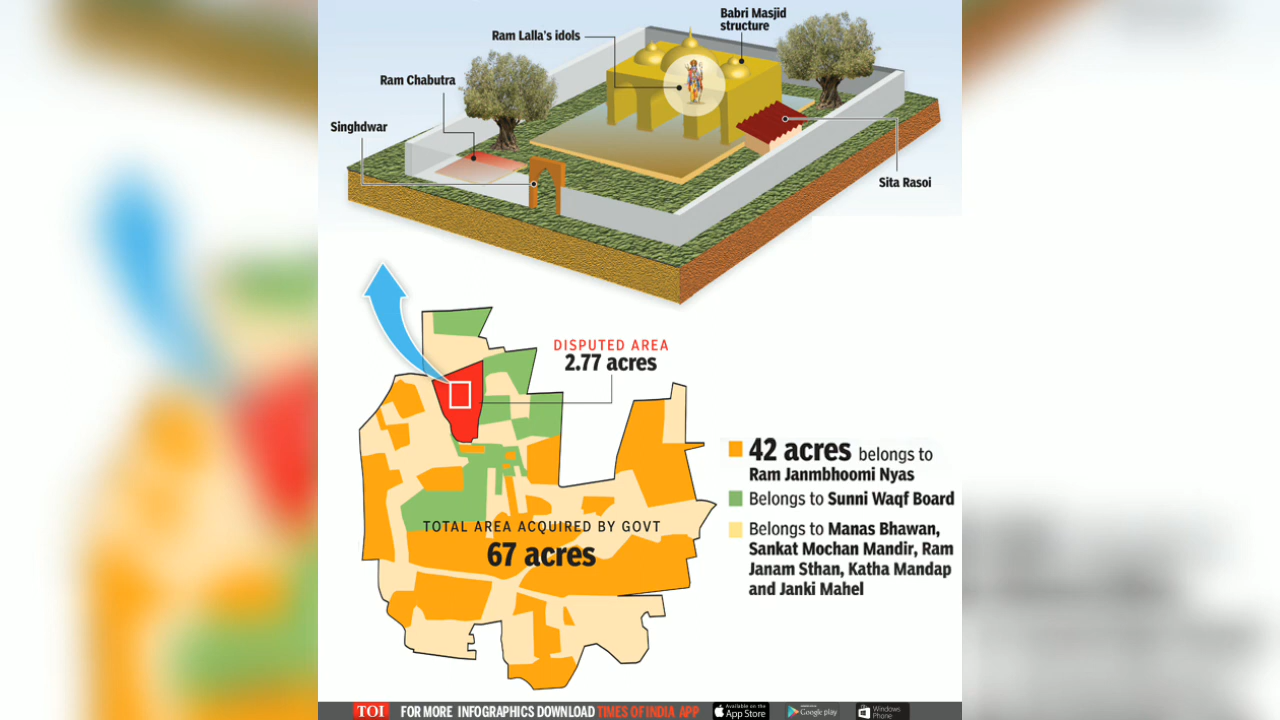 Babri Masjid
structure
Ram Lalla's idols
Ram Chabutra
Singhdwar
Sita Rasoi
DISPUTED AREA
2.77 acres
42 acres belongs to
Ram Janmbhoomi Nyas
Belongs to Sunni Waqf Board
TOTAL AREA ACQUIRED BY GOVT
67 acres
Belongs to Manas Bhawan,
Sankat Mochan Mandir, Ram
Janam Sthan, Katha Mandap
and Janki Mahel
TOI FOR MORE INFOGRAPHICS DOWNLOAD TIMES OF INDIA APP
Available on the
App Store
Google play
Windows
Phone